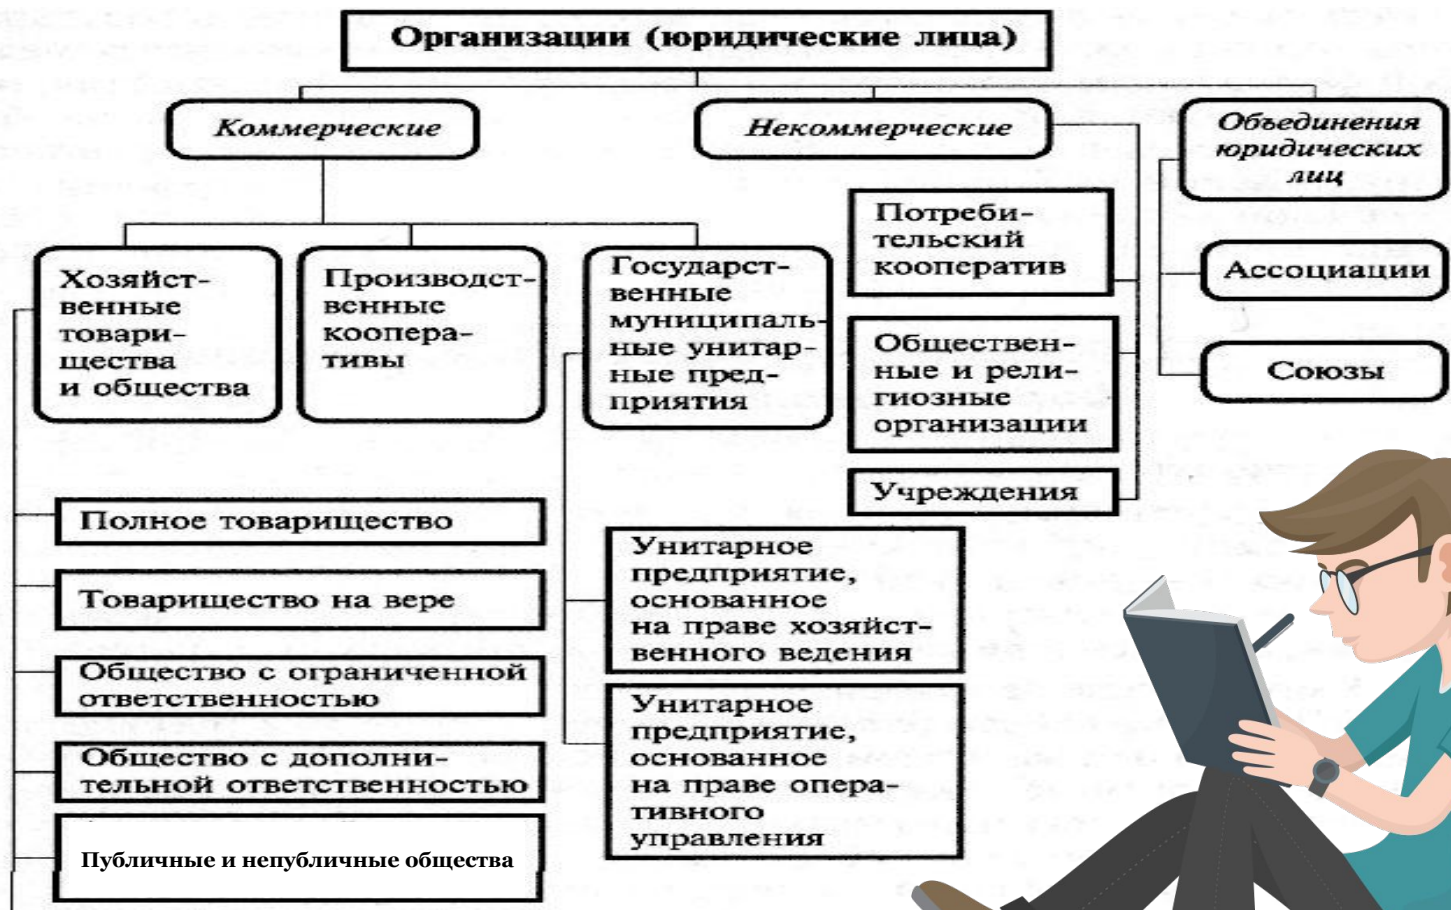 Организации (юридические лица)
Коммерческие
Некоммерческие
Объединения
юридических
лиц
Хозяйст-
венные
товари-
щества
и общества
Производст-
венные
коопера-
тивы
Государст-
венные
муниципаль-
ные унитар-
ные пред-
приятия
Потреби-
тельский
кооператив
Общественные-
ные и рели-
гиозные
организации
Учреждения
Ассоциации
Союзы
Полное товарищество
Товарищество на вере
Общество с ограниченной
ответственностью
Общество с дополни-
тельной ответственностью
Публичные и непубличные общества
Унитарное
предприятие,
основанное
на праве хозяйст-
венного ведения
Унитарное
предприятие,
основанное
на праве опера-
тивного
управления